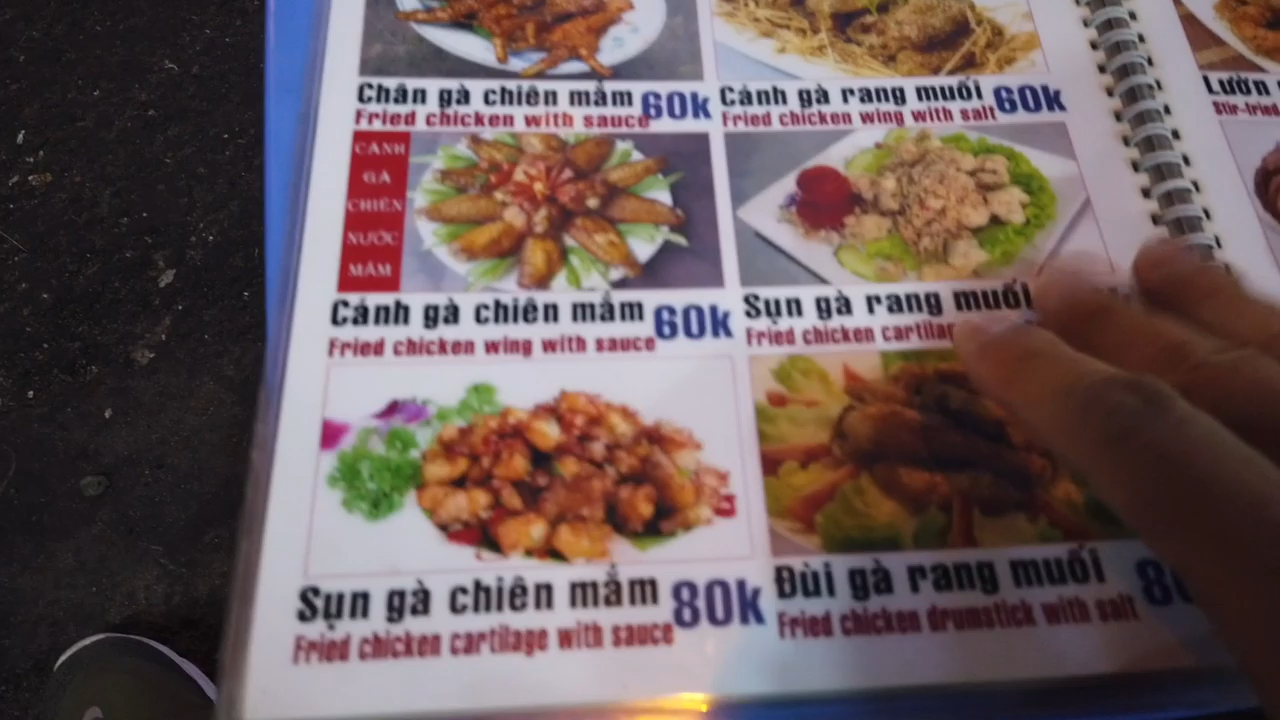 Chân gà chiên mắm 60k
Fried chicken with sauce
Cánh gà rang muối 60k
Fried chicken wing with salt
Lườn
Stir-fried
CÁNH
GÀ
CHIÊN
NƯỚC
MẮM
Cánh gà chiên mắm 60k
Fried chicken wing with sauce
Sụn gà rang muối
Fried chicken
Sụn gà chiên mắm 80k
Fried chicken cartilage with sauce
Đùi gà rang muối
Fried chicken drumstick with salt